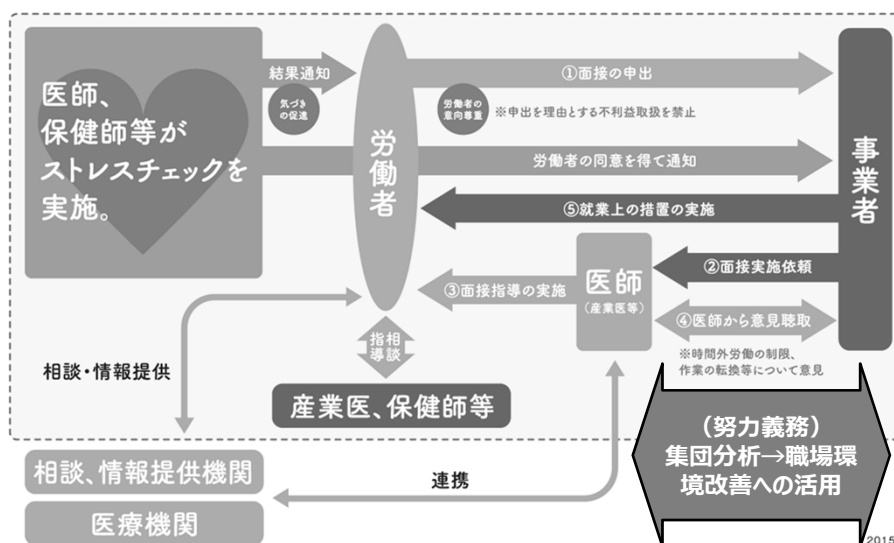 医師、
保健師等が
ストレスチェックを
実施。
結果通知
気づき
の促進
労働者
①面接の申出
労働者の
意向尊重
※申出を理由とする不利益取扱を禁止
労働者の同意を得て通知
⑤就業上の措置の実施
事業者
②面接実施依頼
医師
(産業医等)
③面接指導の実施
④医師から意見聴取
※時間外労働の制限、
作業の転換等について意見
相談
指導
産業医、保健師等
相談・情報提供
相談、情報提供機関
医療機関
連携
(努力義務)
集団分析→職場環
境改善への活用
2015